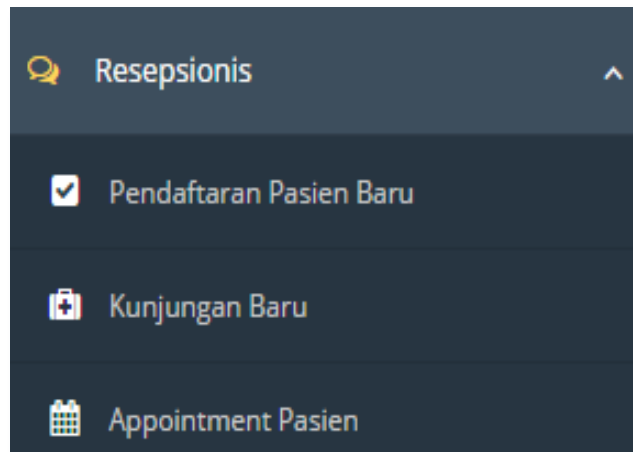 Resepsionis
Pendaftaran Pasien Baru
Kunjungan Baru
Appointment Pasien